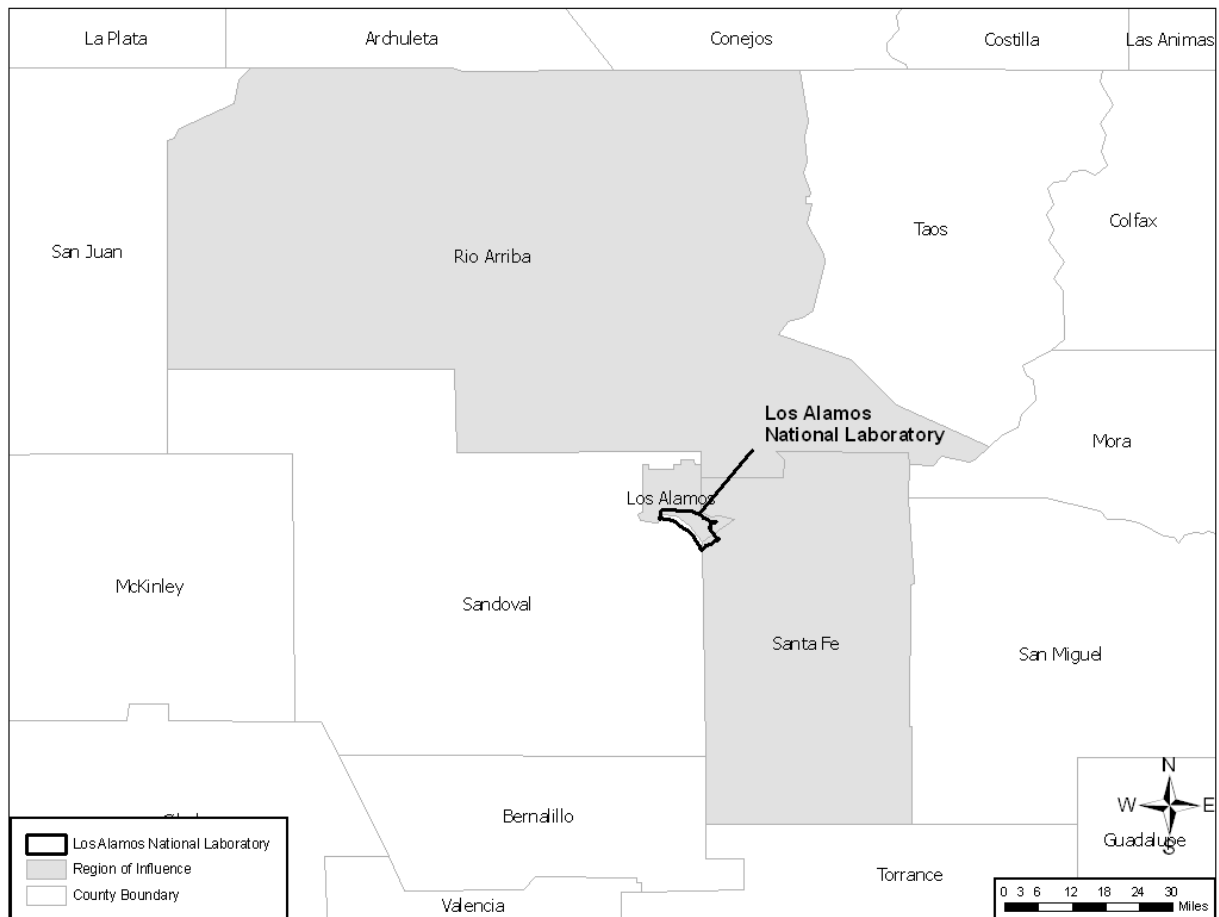 La Plata
Archuleta
Conejos
Costilla
Las Animas
San Juan
Rio Arriba
Taos
Colfax
Los Alamos
National Laboratory
Mora
Los Alamos
McKinley
Sandoval
Santa Fe
San Miguel
N
W E
S
Bernalillo
Guadalupe
Torrance
Valencia
Los Alamos National Laboratory
Region of Influence
County Boundary
0 3 6 12 18 24 30
Miles